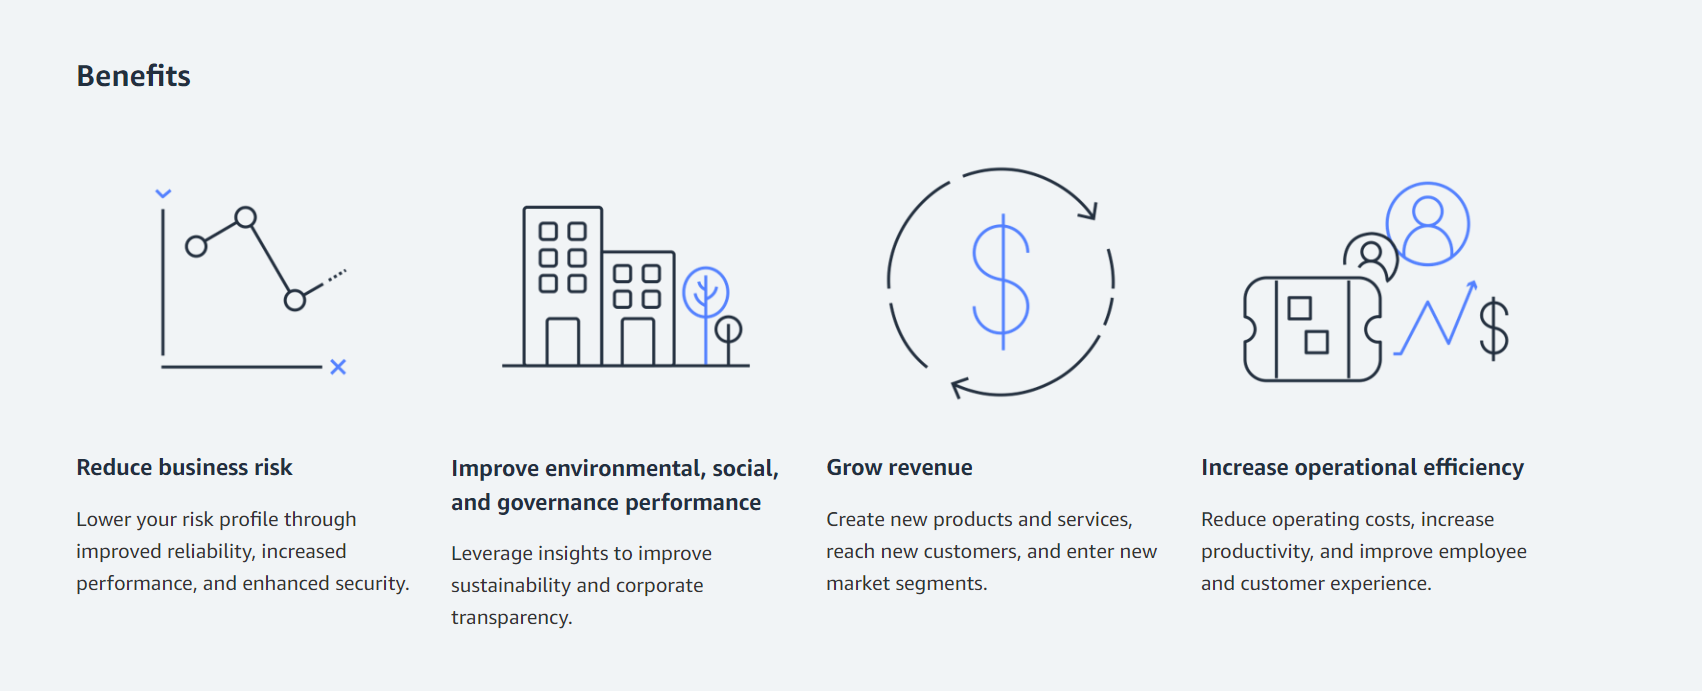 Benefits
Reduce business risk
Lower your risk profile through
improved reliability, increased
performance, and enhanced security.
Improve environmental, social,
and governance performance
Leverage insights to improve
sustainability and corporate
transparency.
Grow revenue
Create new products and services,
reach new customers, and enter new
market segments.
Increase operational efficiency
Reduce operating costs, increase
productivity, and improve employee
and customer experience.